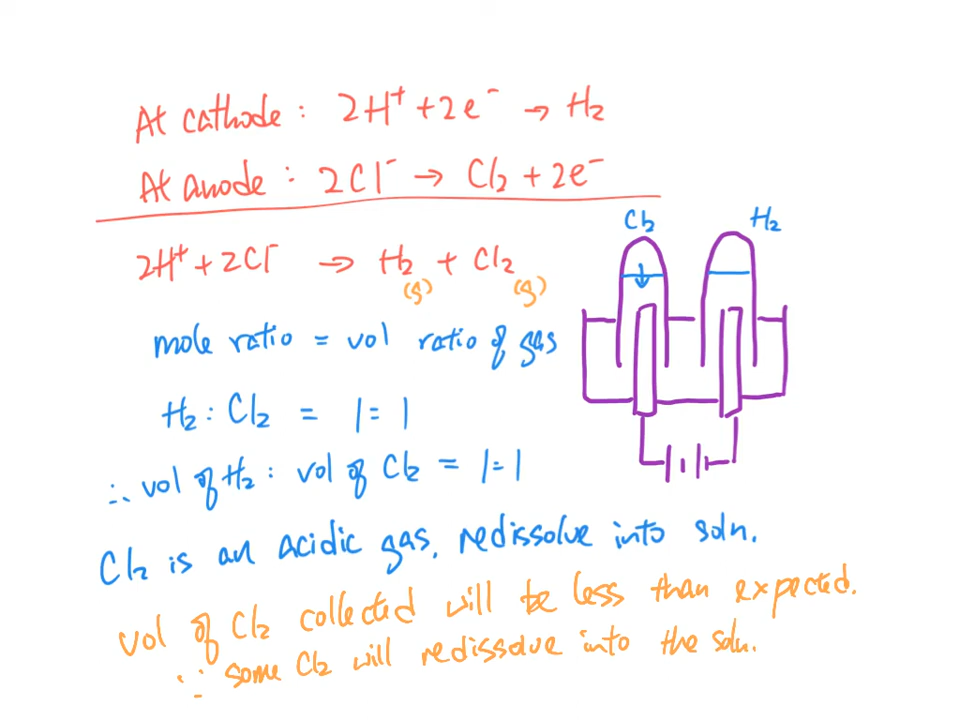 At cathode : 2H⁺ + 2e⁻ → H₂
At anode : 2Cl⁻ → Cl₂ + 2e⁻
2H⁺ + 2Cl⁻ → H₂ (g) + Cl₂ (g)
Cl₂ H₂
mole ratio = vol ratio of gas
H₂ : Cl₂ = 1 : 1
∴ vol of H₂ : vol of Cl₂ = 1 : 1
Cl₂ is an acidic gas, redissolve into soln.
vol of Cl₂ collected will be less than expected.
∵ some Cl₂ will redissolve into the soln.